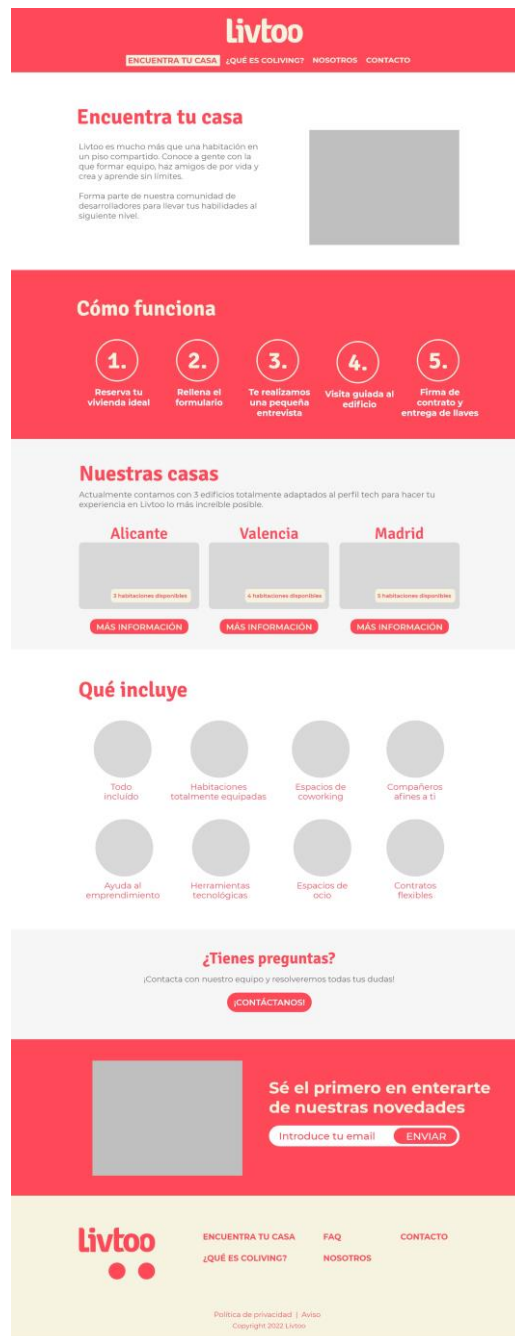 Livtoo
ENCUENTRA TU CASA ¿QUÉ ES COLIVING? NOSOTROS CONTACTO
Encuentra tu casa
Livtoo es mucho más que una habitación en
un piso compartido. Conoce a gente con la
que formar equipo, haz amigos de por vida y
crea y aprende sin límites.
Forma parte de nuestra comunidad de
desarrolladores para llevar tus habilidades al
siguiente nivel.
Cómo funciona
1.
Reserva tu
vivienda ideal
2.
Rellena el
formulario
3.
Te realizamos
una pequeña
entrevista
4.
Visita guiada al
edificio
5.
Firma de
contrato y
entrega de llaves
Nuestras casas
Actualmente contamos con 3 edificios totalmente adaptados al perfil tech para hacer tu
experiencia en Livtoo lo más increíble posible.
Alicante
3 habitaciones disponibles
MÁS INFORMACIÓN
Valencia
4 habitaciones disponibles
MÁS INFORMACIÓN
Madrid
habitaciones disponibles
MÁS INFORMACIÓN
Qué incluye
Todo
incluído
Habitaciones
totalmente equipadas
Espacios de
coworking
Compañeros
afines a ti
Ayuda al
emprendimiento
Herramientas
tecnológicas
Espacios de
ocio
Contratos
flexibles
¿Tienes preguntas?
¡Contacta con nuestro equipo y resolveremos todas tus dudas!
¡CONTÁCTANOS!
Sé el primero en enterarte
de nuestras novedades
Introduce tu email ENVIAR
Livtoo
ENCUENTRA TU CASA FAQ CONTACTO
¿QUÉ ES COLIVING? NOSOTROS
Política de privacidad | Aviso
Copyright 2022 Livtoo